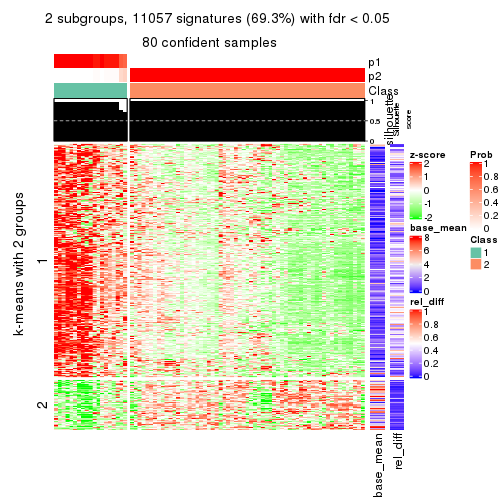 2 subgroups, 11057 signatures (69.3%) with fdr < 0.05
80 confident samples
p1
p2
Class
silhouette
Silhouette
score
1
0.5
0
k-means with 2 groups
1
2
base_mean
rel_diff
z-score
2
1
0
-1
-2
base_mean
8
6
4
2
0
rel_diff
1
0.8
0.6
0.4
0.2
0
Prob
1
0.8
0.6
0.4
0.2
0
Class
1
2